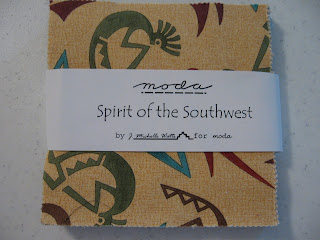 moda
Spirit of the Southwest
by J Michelle Watts for moda